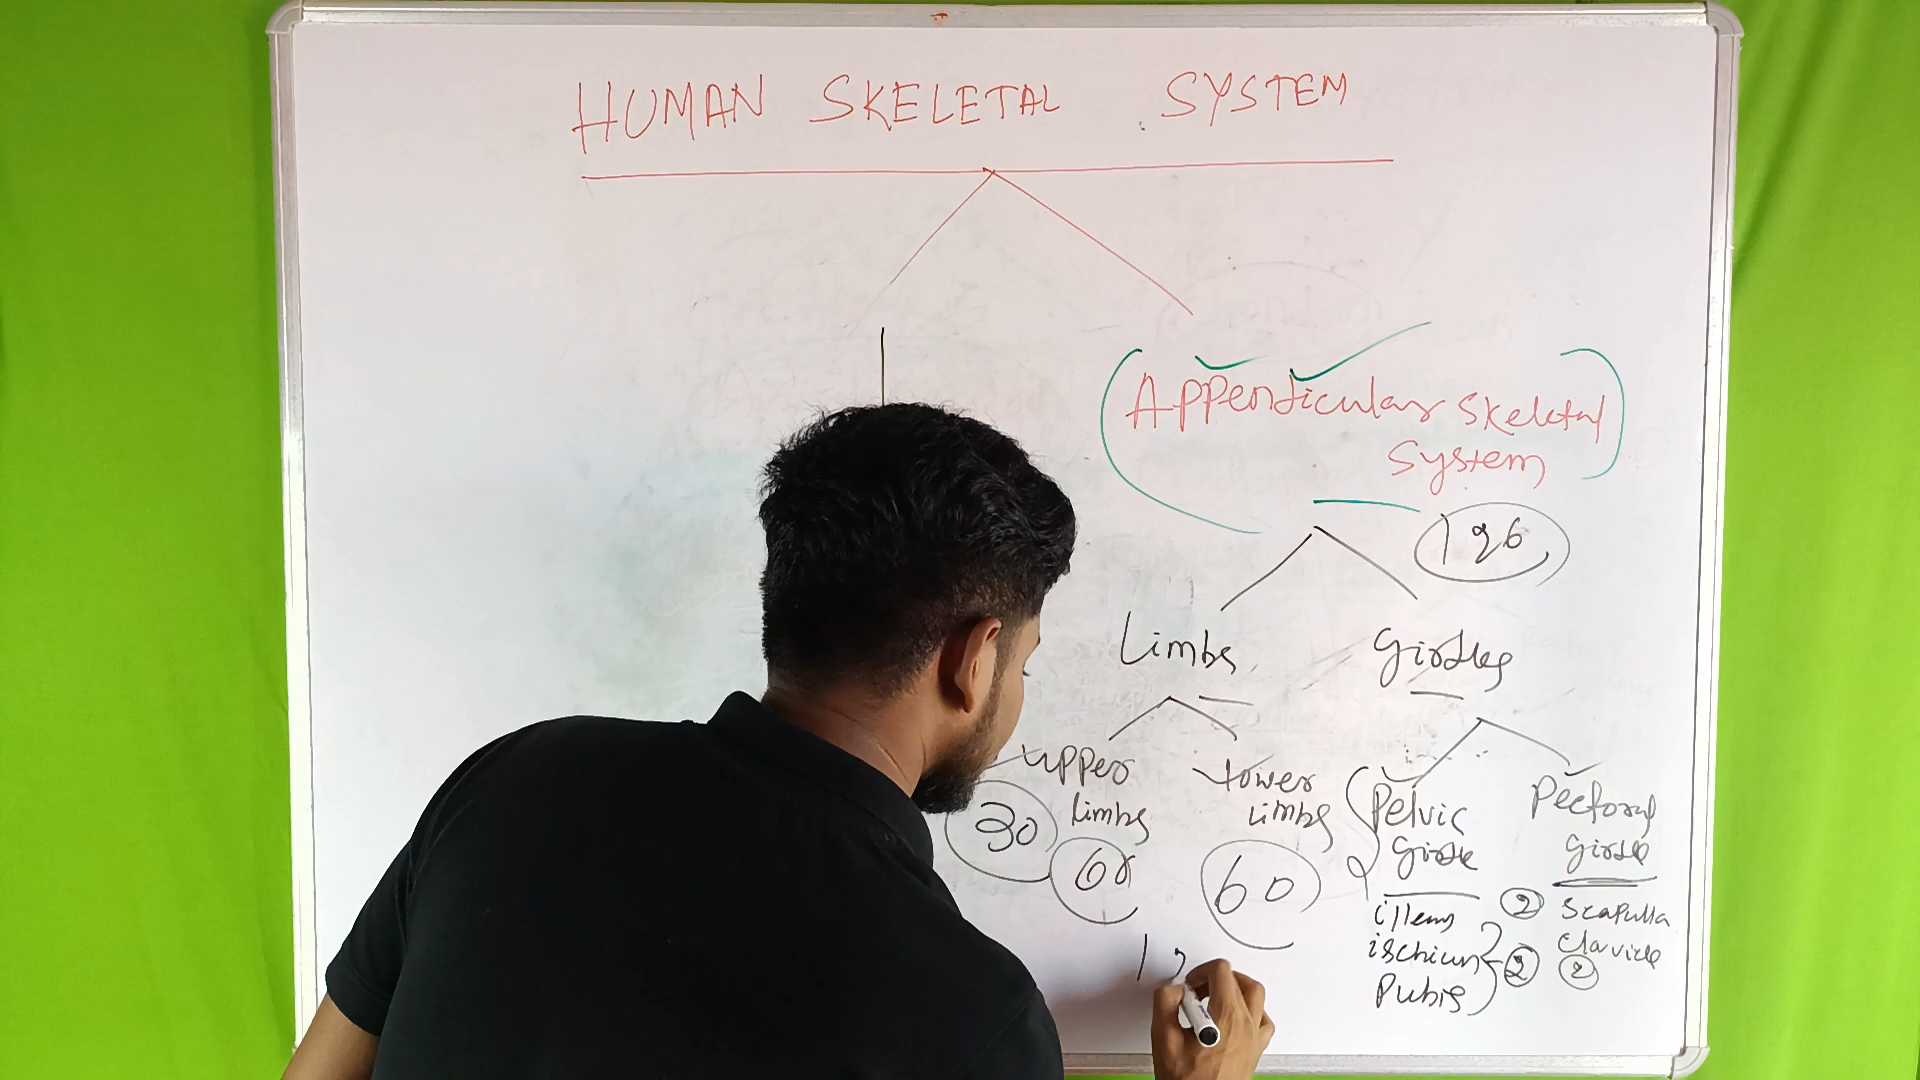 HUMAN SKELETAL SYSTEM
Appendicular Skeletal
System
126
Limbs
Girdles
Upper
limbs
30
60
Lower
Limbs
60
Pelvic
Girdle
illeum
ischium
Pubis
2
Pectoral
Girdle
2
Scapulla
Clavicle
2
12